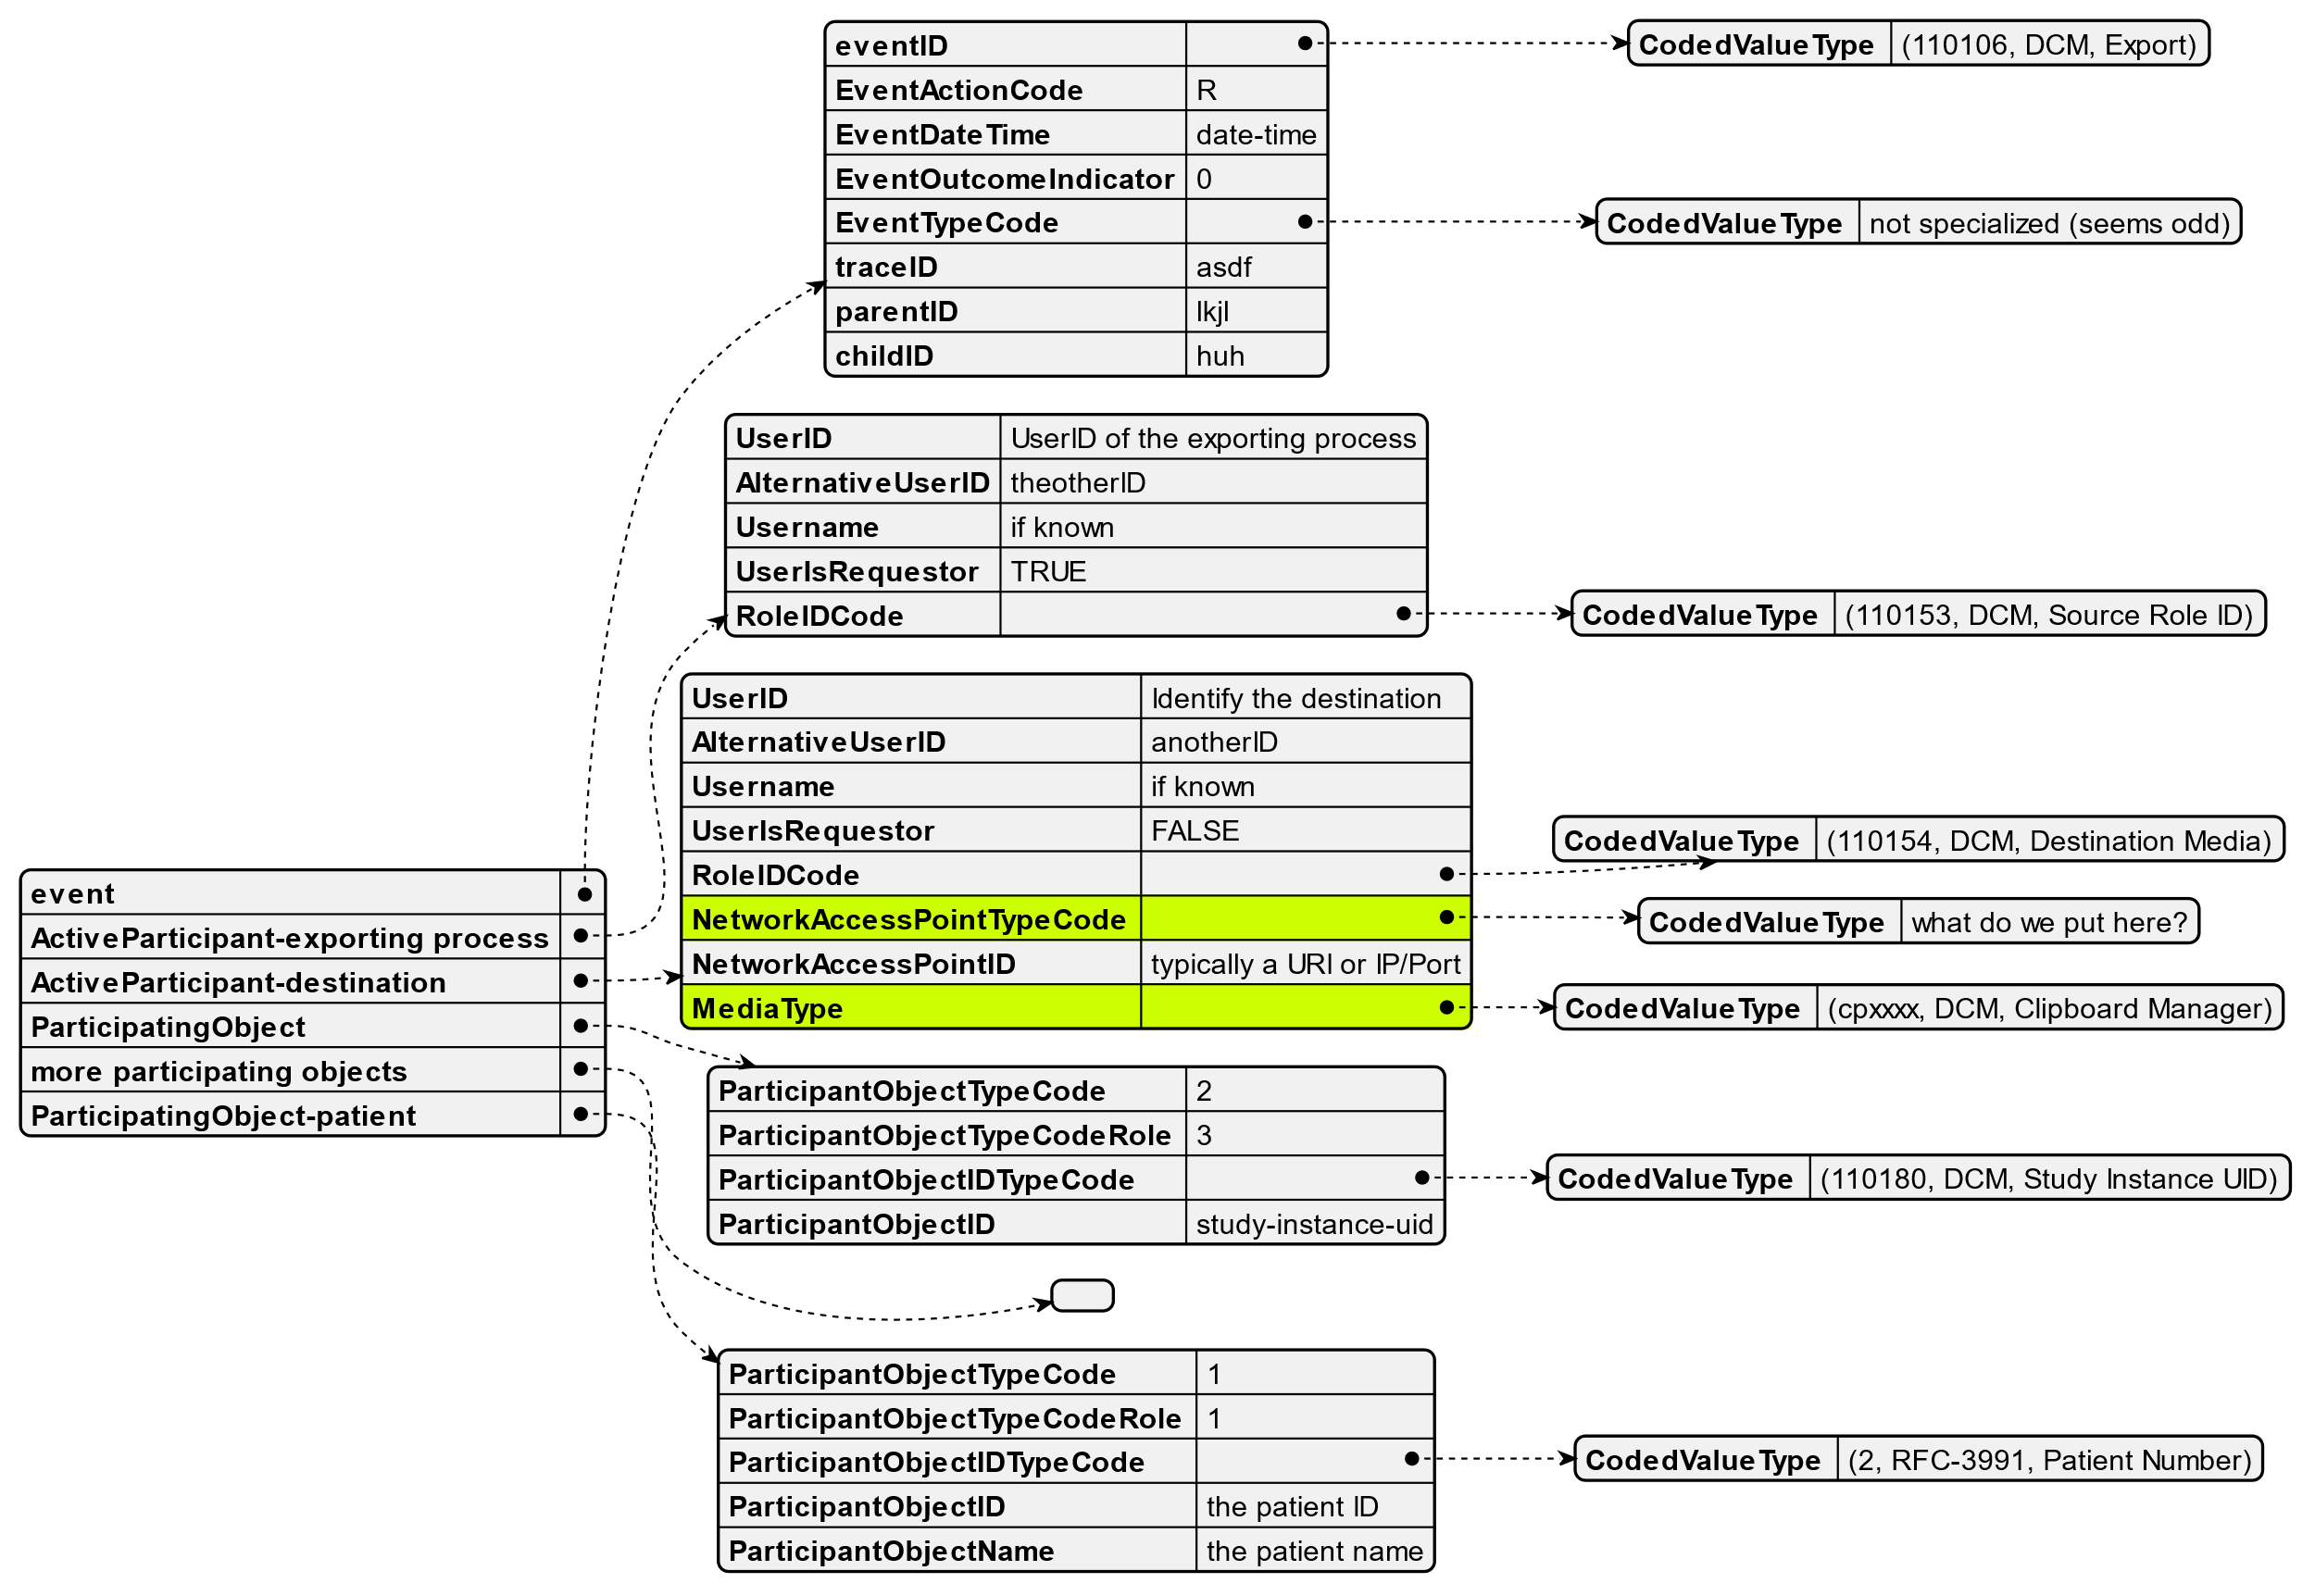 eventID
CodedValueType (110106, DCM, Export)
EventActionCode R
EventDateTime date-time
EventOutcomeIndicator 0
EventTypeCode
CodedValueType not specialized (seems odd)
traceID asdf
parentID lkjl
childID huh
UserID UserID of the exporting process
AlternativeUserID theotherID
Username if known
UserIsRequestor TRUE
RoleIDCode
CodedValueType (110153, DCM, Source Role ID)
UserID Identify the destination
AlternativeUserID anotherID
Username if known
UserIsRequestor FALSE
RoleIDCode
CodedValueType (110154, DCM, Destination Media)
NetworkAccessPointTypeCode
CodedValueType what do we put here?
NetworkAccessPointID typically a URI or IP/Port
MediaType
CodedValueType (cpxxxx, DCM, Clipboard Manager)
event
ActiveParticipant-exporting process
ActiveParticipant-destination
ParticipatingObject
more participating objects
ParticipatingObject-patient
ParticipantObjectTypeCode 2
ParticipantObjectTypeCodeRole 3
ParticipantObjectIDTypeCode
CodedValueType (110180, DCM, Study Instance UID)
ParticipantObjectID study-instance-uid
ParticipantObjectTypeCode 1
ParticipantObjectTypeCodeRole 1
ParticipantObjectIDTypeCode
CodedValueType (2, RFC-3991, Patient Number)
ParticipantObjectID the patient ID
ParticipantObjectName the patient name